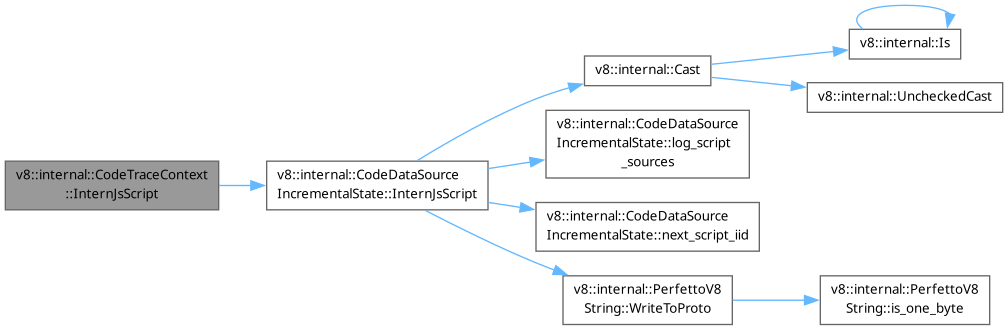 v8::internal::CodeTraceContext
::InternJsScript
v8::internal::CodeDataSource
IncrementalState::InternJsScript
v8::internal::Cast
v8::internal::Is
v8::internal::UncheckedCast
v8::internal::CodeDataSource
IncrementalState::log_script
_sources
v8::internal::CodeDataSource
IncrementalState::next_script_iid
v8::internal::PerfettoV8
String::WriteToProto
v8::internal::PerfettoV8
String::is_one_byte